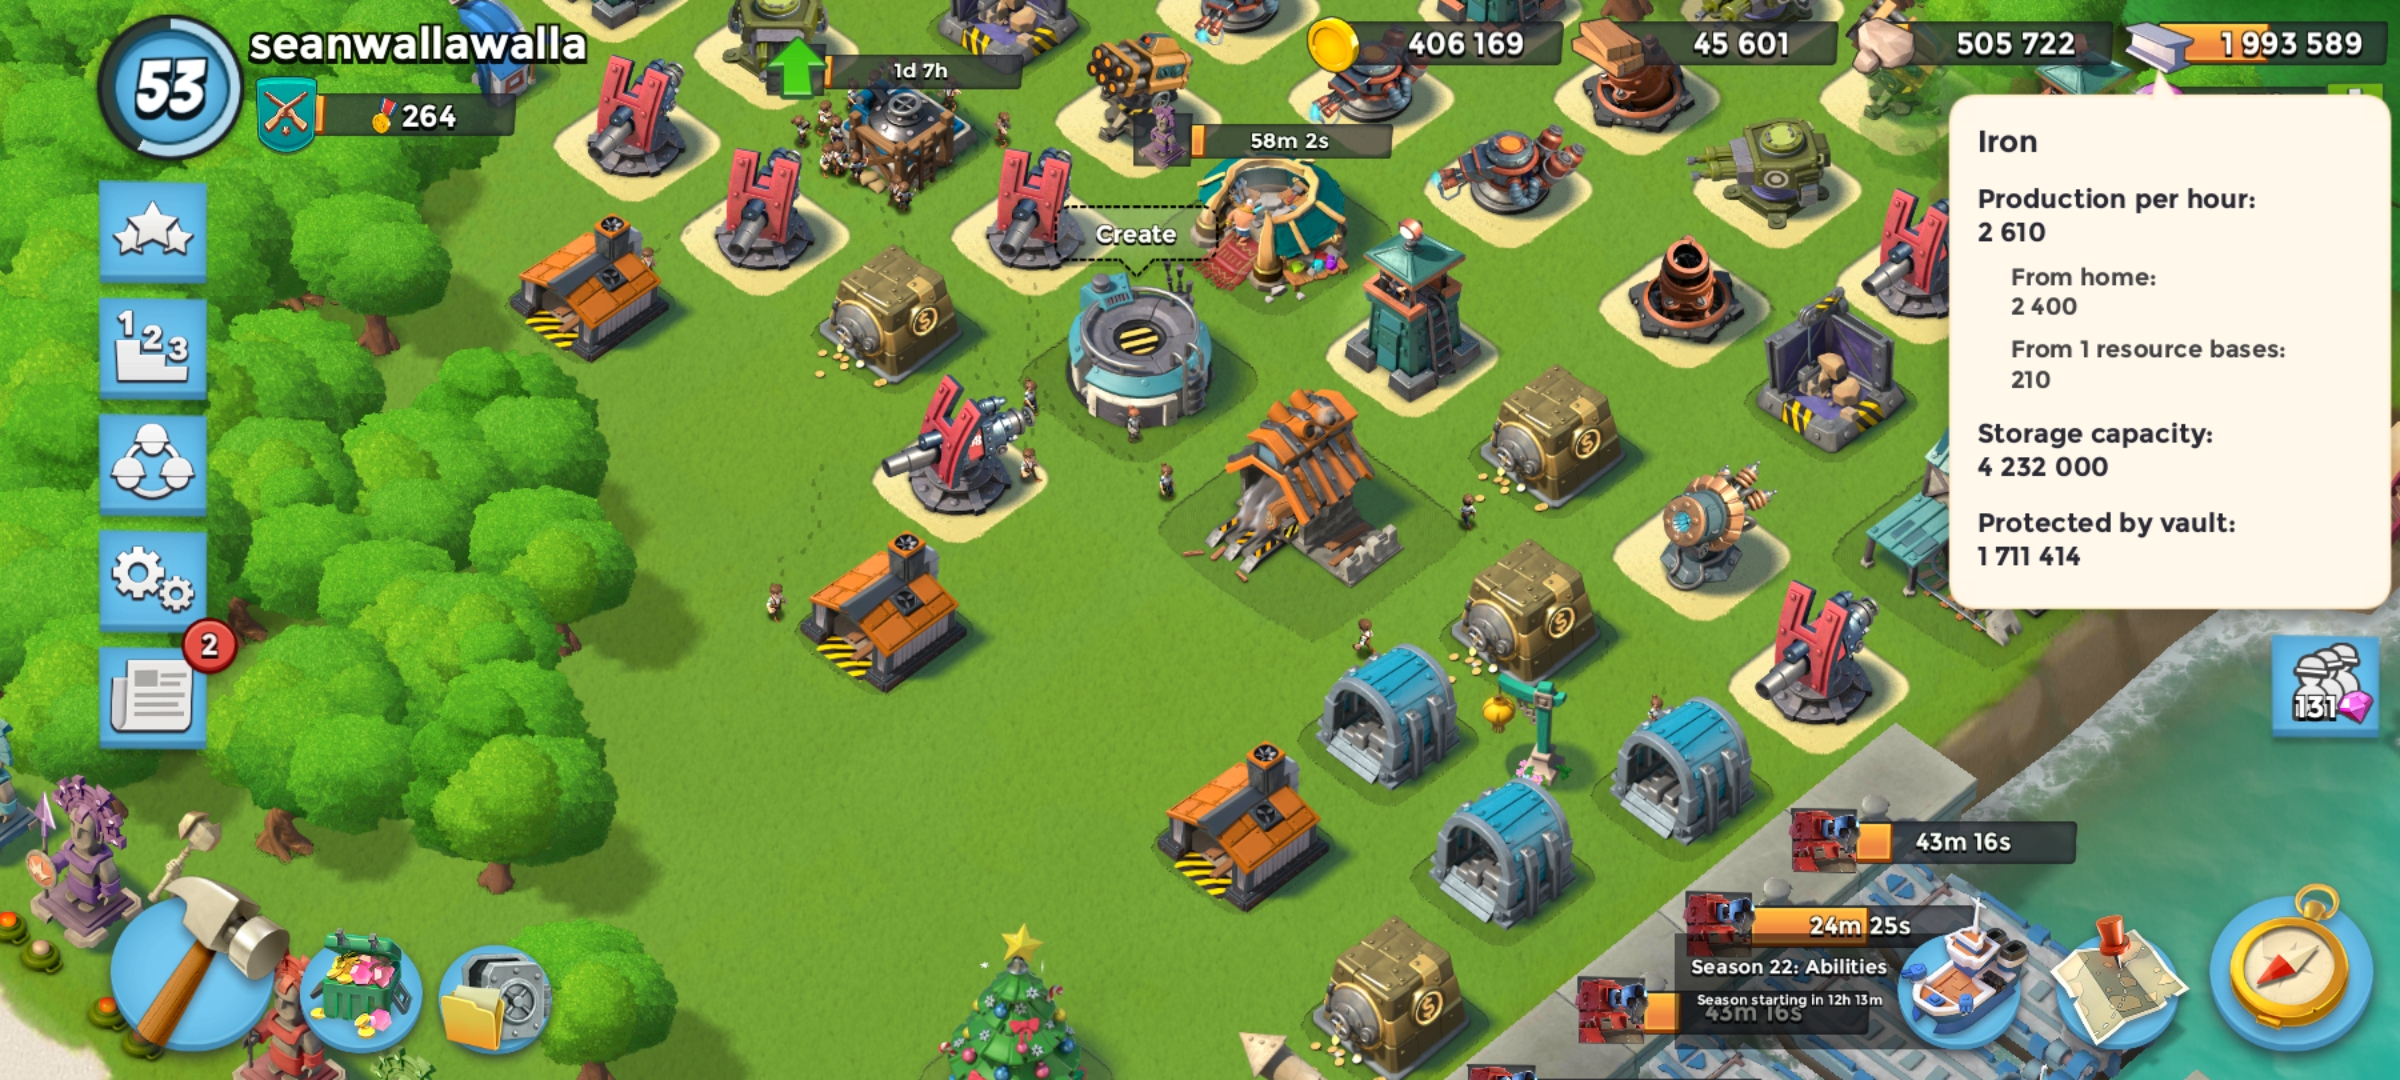 53
seanwallawalla
264
406 169
45 601
505 722
1 993 589
1d 7h
58m 2s
Create
Iron
Production per hour:
2 610
From home:
2 400
From 1 resource bases:
210
Storage capacity:
4 232 000
Protected by vault:
1 711 414
1 2 3
2
131
43m 16s
24m 25s
Season 22: Abilities
Season starting in 12h 13m
43m 16s